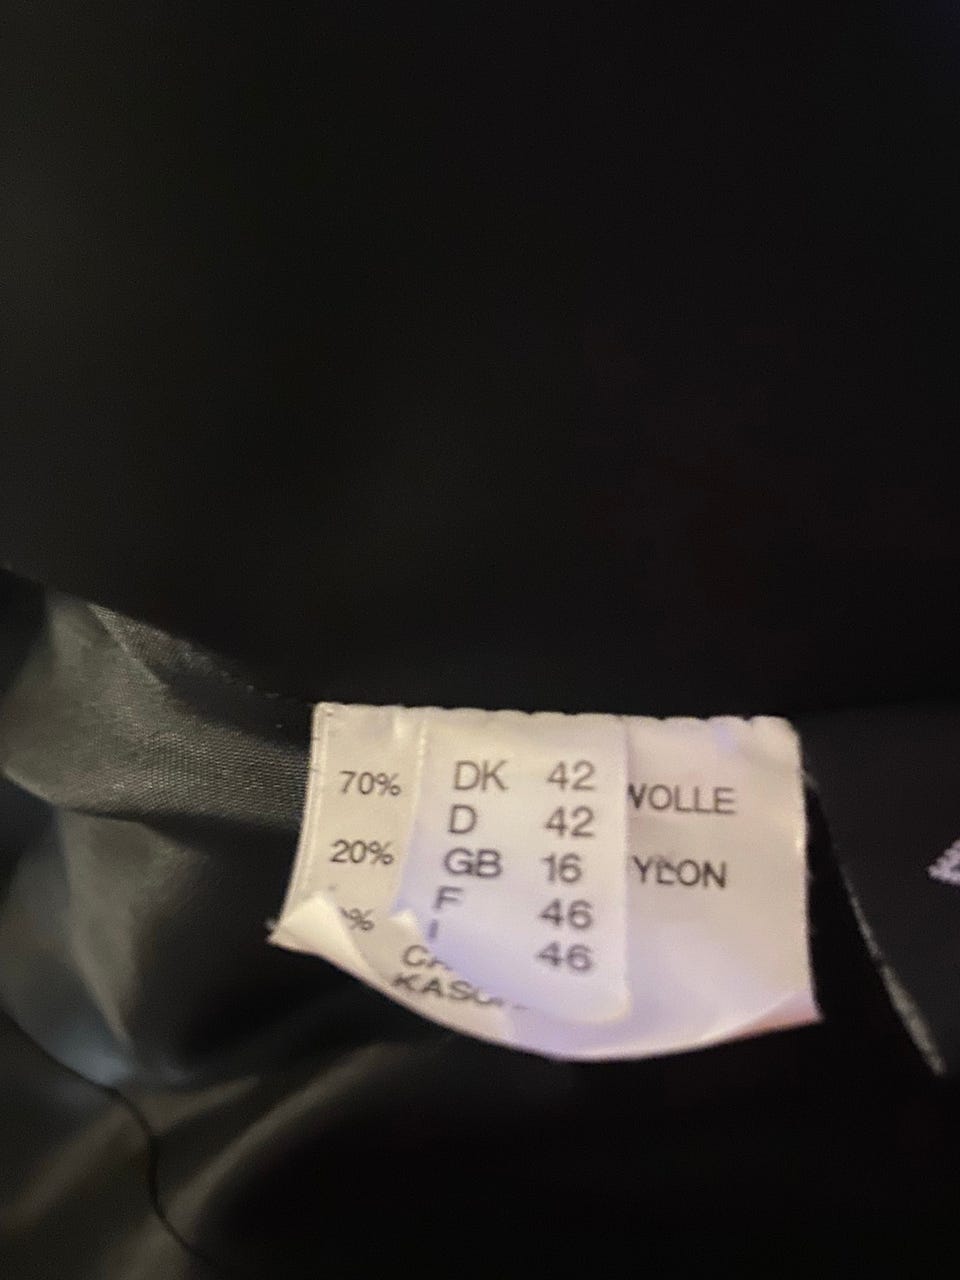 70%
DK 42
D 42
GB 16
F 46
I 46
WOLLE
20%
YLON
%